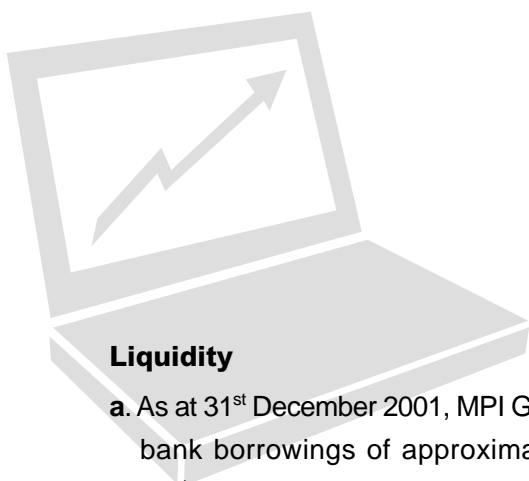 Liquidity
a. As at 31st December 2001, MPI G
bank borrowings of approxima